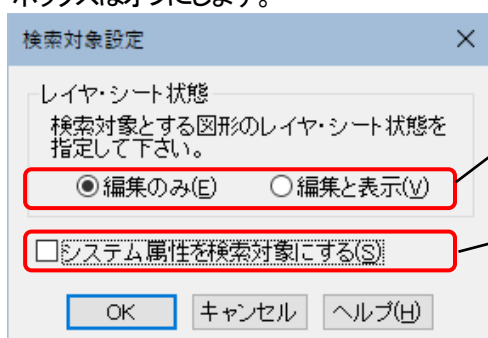 ボックスはオフにします。
検索対象設定
レイヤ・シート状態
検索対象とする図形のレイヤ・シート状態を
指定して下さい。
編集のみ(E) 編集と表示(V)
システム属性を検索対象にする(S)
OK キャンセル ヘルプ(H)